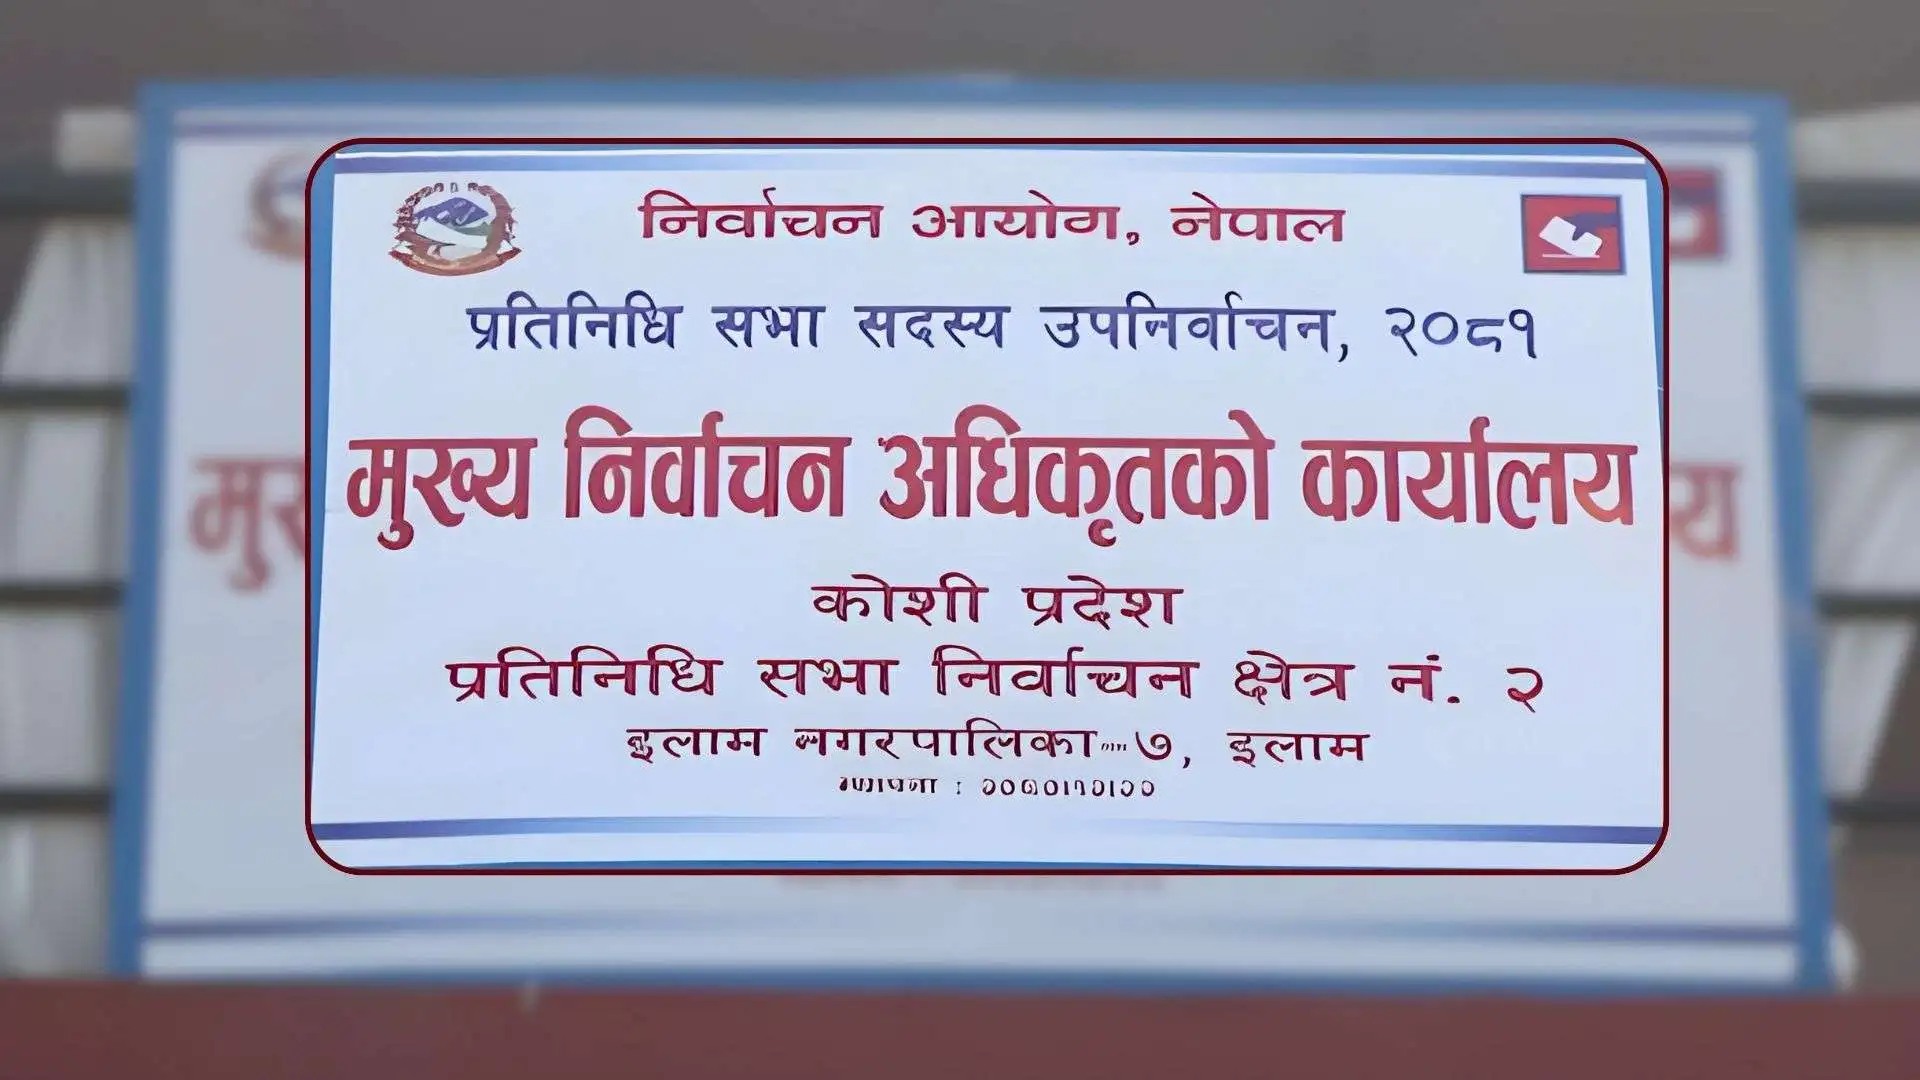 निर्वाचन आयोग, नेपाल
प्रतिनिधि सभा सदस्य उपनिर्वाचन, २०८१
मुख्य निर्वाचन अधिकृतको कार्यालय
कोशी प्रदेश
प्रतिनिधि सभा निर्वाचन क्षेत्र नं. २
इलाम नगरपालिका-७, इलाम